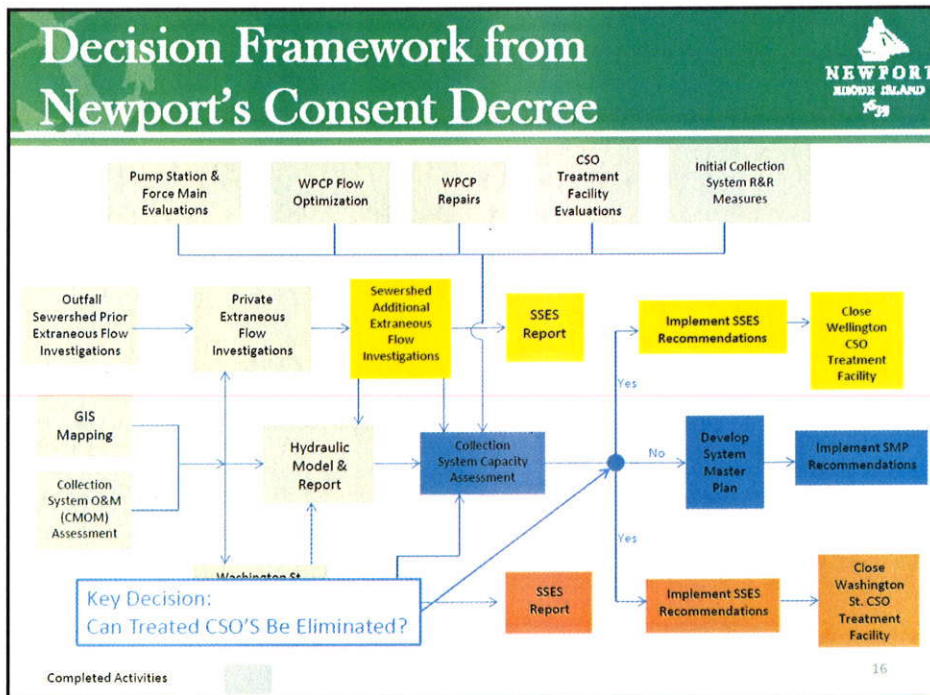 Decision Framework from
Newport's Consent Decree
NEWPORT
RHODE ISLAND
1639
Pump Station &
Force Main
Evaluations
WPCP Flow
Optimization
WPCP
Repairs
CSO
Treatment
Facility
Evaluations
Initial Collection
System R&R
Measures
Outfall
Sewershed Prior
Extraneous Flow
Investigations
Private
Extraneous
Flow
Investigations
Sewershed
Additional
Extraneous
Flow
Investigations
SSES
Report
Implement SSES
Recommendations
Close
Wellington
CSO
Treatment
Facility
Yes
GIS
Mapping
Collection
System O&M
(CMOM)
Assessment
Hydraulic
Model &
Report
Collection
System Capacity
Assessment
No
Develop
System
Master
Plan
Implement SMP
Recommendations
Yes
Washington St
Key Decision:
Can Treated CSO'S Be Eliminated?
SSES
Report
Implement SSES
Recommendations
Close
Washington
St. CSO
Treatment
Facility
Completed Activities
16